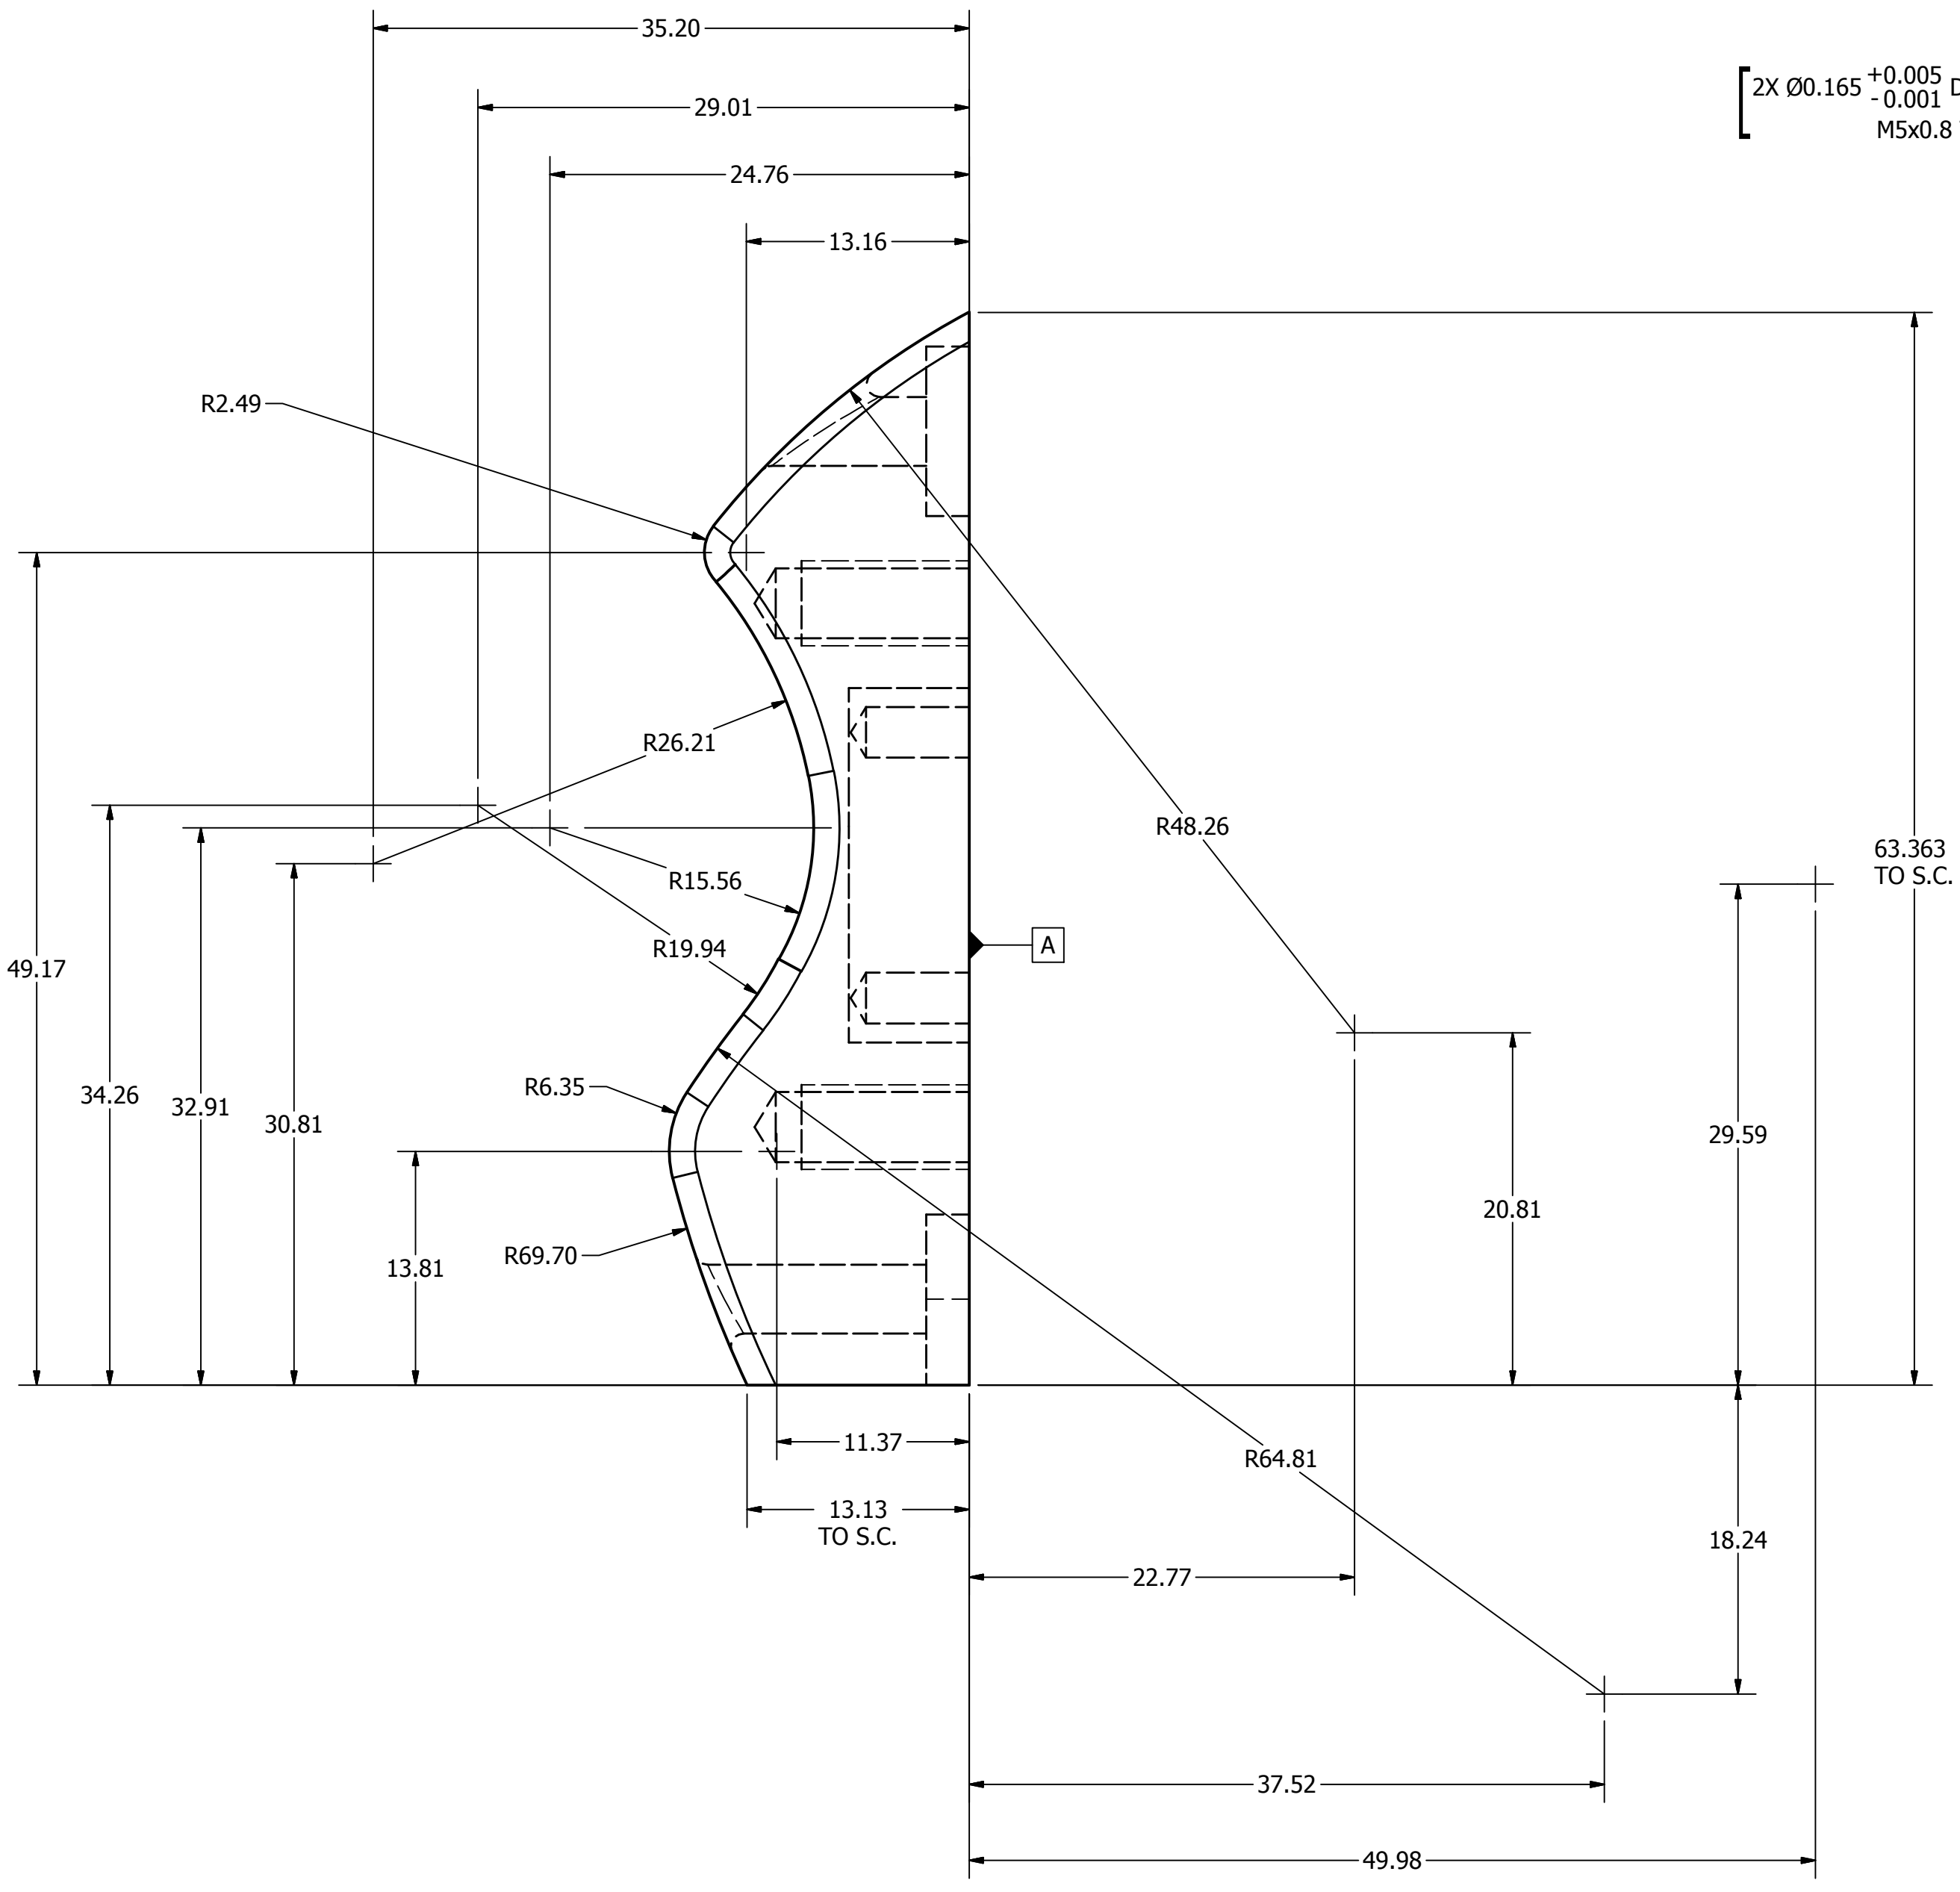 35.20
29.01
2X Ø0.165 +0.005 -0.001 D
M5x0.8
24.76
13.16
R2.49
R26.21
R48.26
63.363
TO S.C.
R15.56
R19.94
A
49.17
34.26
32.91
30.81
R6.35
29.59
20.81
13.81
R69.70
11.37
R64.81
13.13
TO S.C.
18.24
22.77
37.52
49.98